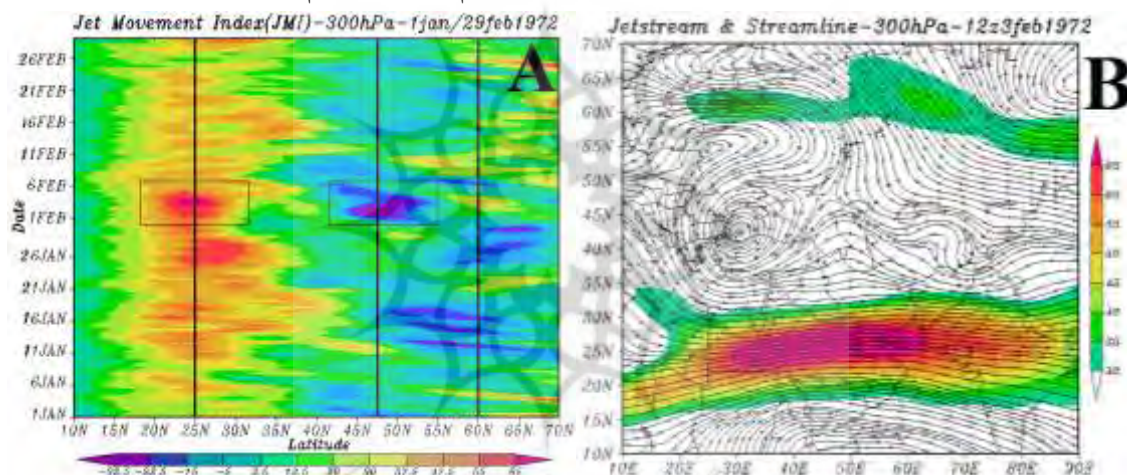 Jet Movement Index(JMI)-300hPa-1jan/29feb1972
A
26FEB
21FEB
16FEB
11FEB
6FEB
1FEB
26JAN
21JAN
16JAN
11JAN
6JAN
1JAN
Date
10N 15N 20N 25N 30N 35N 40N 45N 50N 55N 60N 65N 70N
Latitude
Jetstream & Streamline-300hPa-12z3feb1972
B
70N
65N
60N
55N
50N
45N
40N
35N
30N
25N
20N
15N
10N
10E 20E 30E 40E 50E 60E 70E 80E 90E